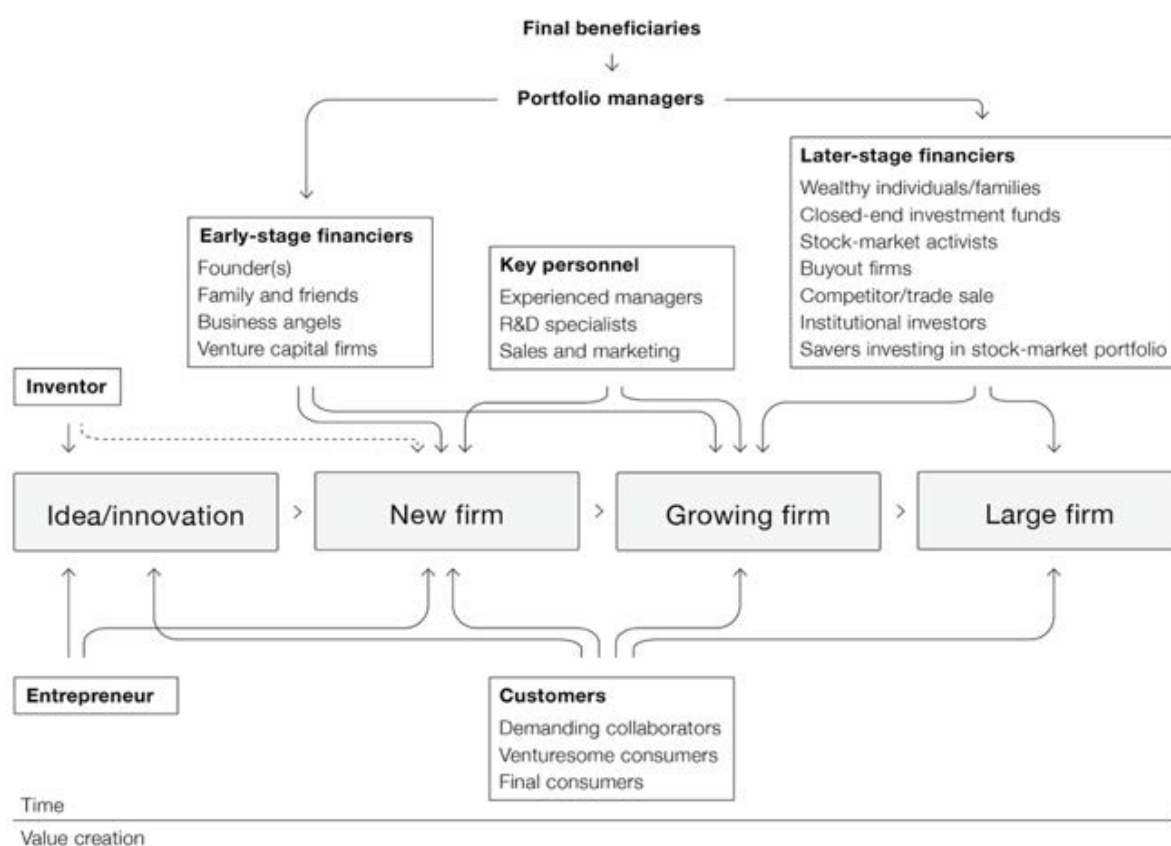 Final beneficiaries
Portfolio managers
Later-stage financiers
Wealthy individuals/families
Closed-end investment funds
Stock-market activists
Buyout firms
Competitor/trade sale
Institutional investors
Savers investing in stock-market portfolio
Early-stage financiers
Founder(s)
Family and friends
Business angels
Venture capital firms
Key personnel
Experienced managers
R&D specialists
Sales and marketing
Inventor
Idea/innovation > New firm > Growing firm > Large firm
Entrepreneur
Customers
Demanding collaborators
Venturesome consumers
Final consumers
Time
Value creation